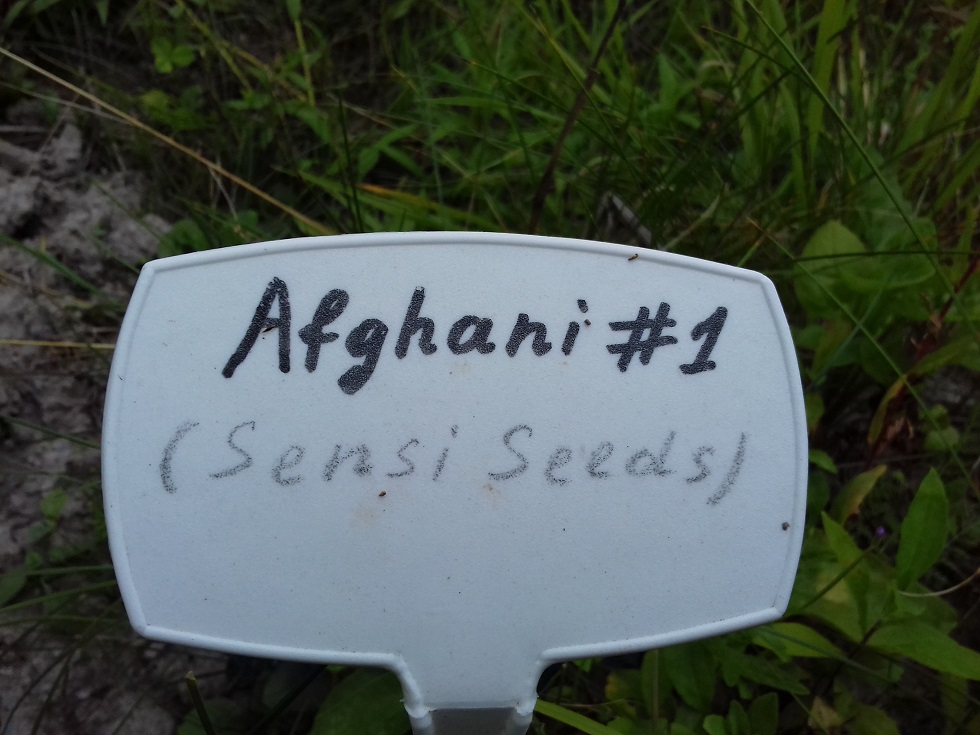 Afghani #1
(Sensi Seeds)